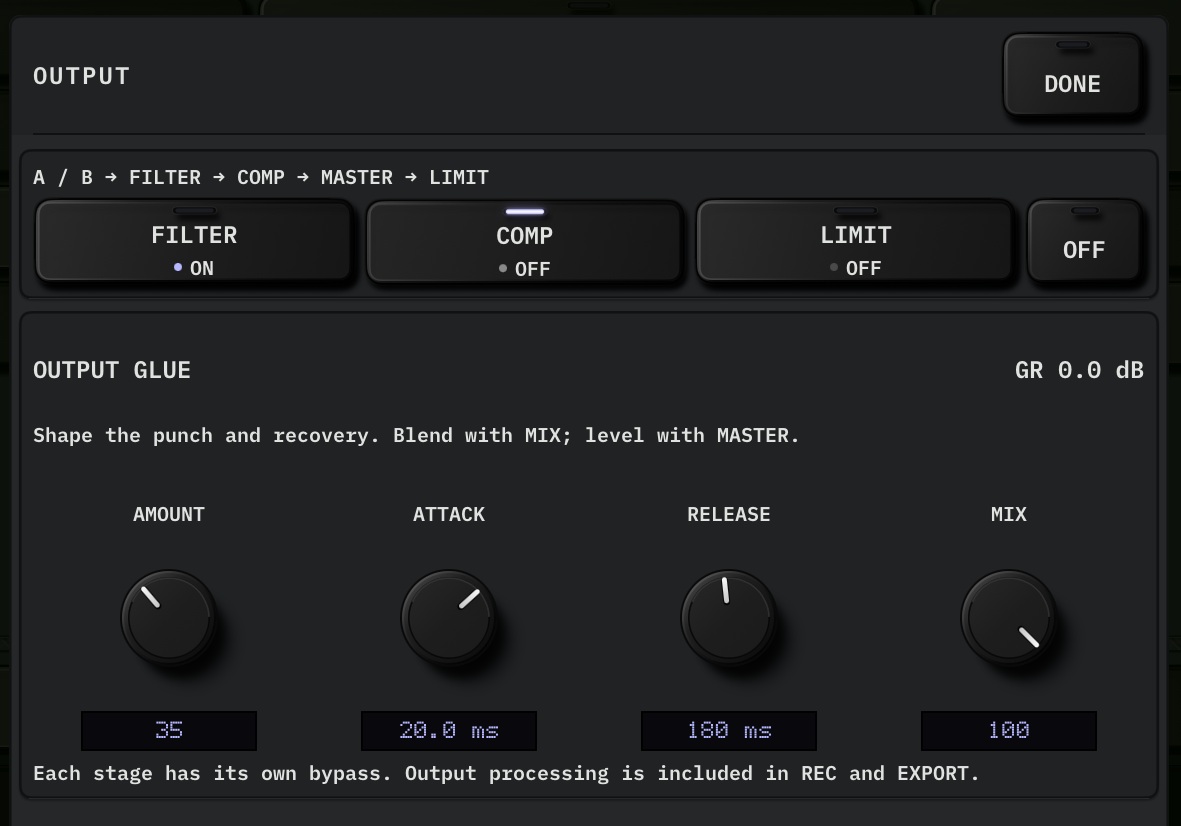 OUTPUT
DONE
A / B → FILTER → COMP → MASTER → LIMIT
FILTER
ON
COMP
OFF
LIMIT
OFF
OFF
OUTPUT GLUE
GR 0.0 dB
Shape the punch and recovery. Blend with MIX; level with MASTER.
AMOUNT
ATTACK
RELEASE
MIX
35
20.0 ms
180 ms
100
Each stage has its own bypass. Output processing is included in REC and EXPORT.